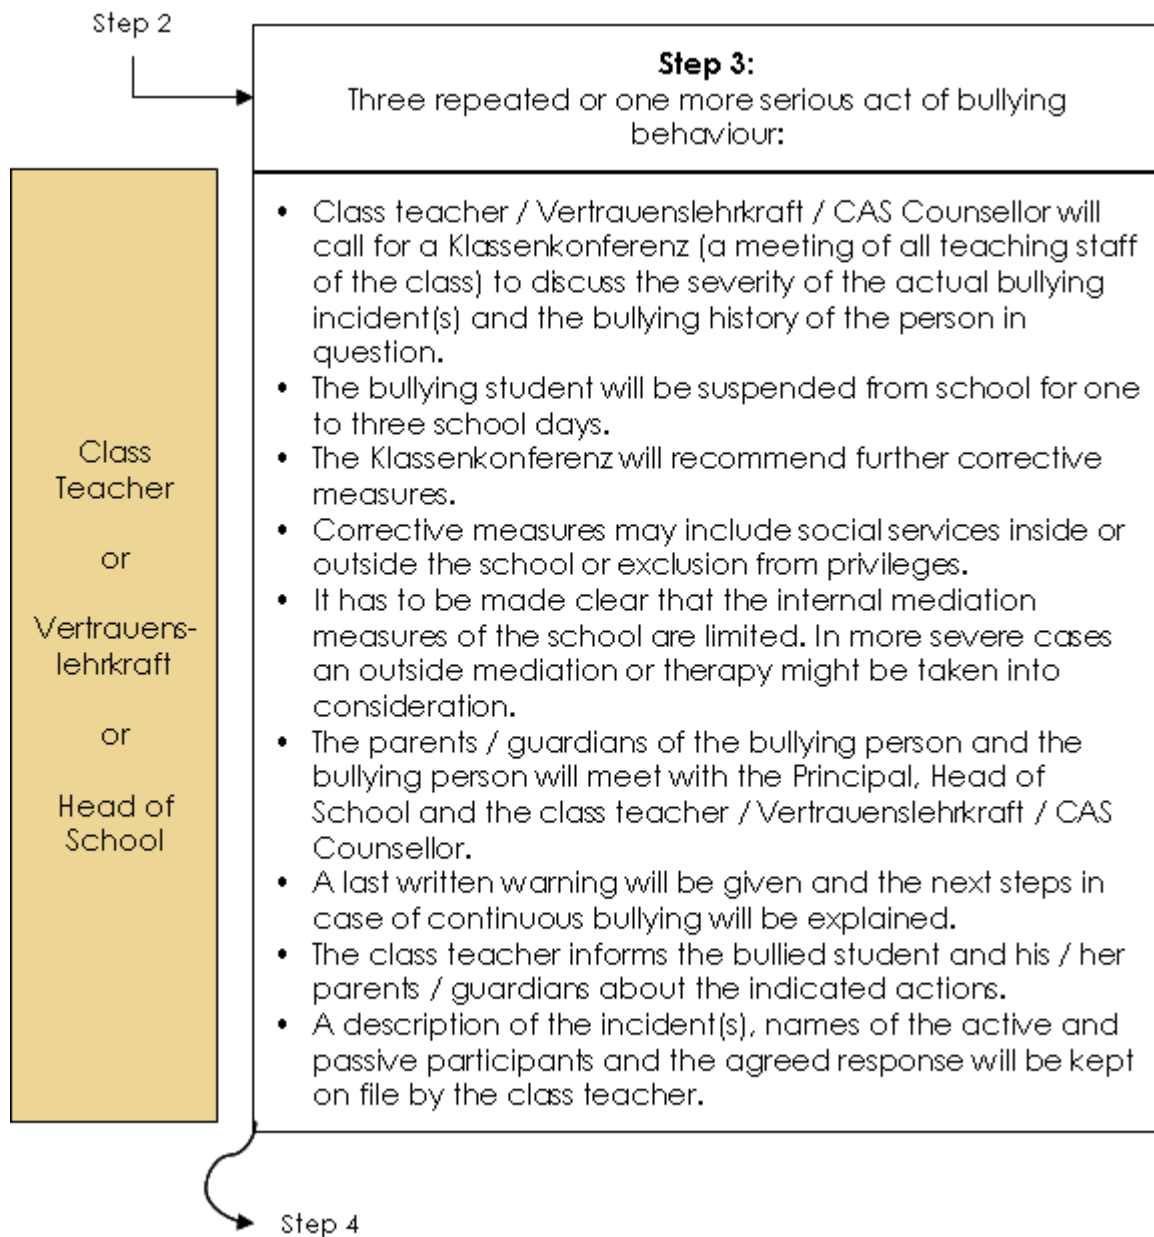 Step 2
Step 3:
Three repeated or one more serious act of bullying
behaviour:
Class
Teacher
or
Vertrauens-
lehrkraft
or
Head of
School
• Class teacher / Vertrauenslehrkraft / CAS Counsellor will
call for a Klassenkonferenz (a meeting of all teaching staff
of the class) to discuss the severity of the actual bullying
incident(s) and the bullying history of the person in
question.
• The bullying student will be suspended from school for one
to three school days.
• The Klassenkonferenz will recommend further corrective
measures.
• Corrective measures may include social services inside or
outside the school or exclusion from privileges.
• It has to be made clear that the internal mediation
measures of the school are limited. In more severe cases
an outside mediation or therapy might be taken into
consideration.
• The parents / guardians of the bullying person and the
bullying person will meet with the Principal, Head of
School and the class teacher / Vertrauenslehrkraft / CAS
Counsellor.
• A last written warning will be given and the next steps in
case of continuous bullying will be explained.
• The class teacher informs the bullied student and his / her
parents / guardians about the indicated actions.
• A description of the incident(s), names of the active and
passive participants and the agreed response will be kept
on file by the class teacher.
Step 4